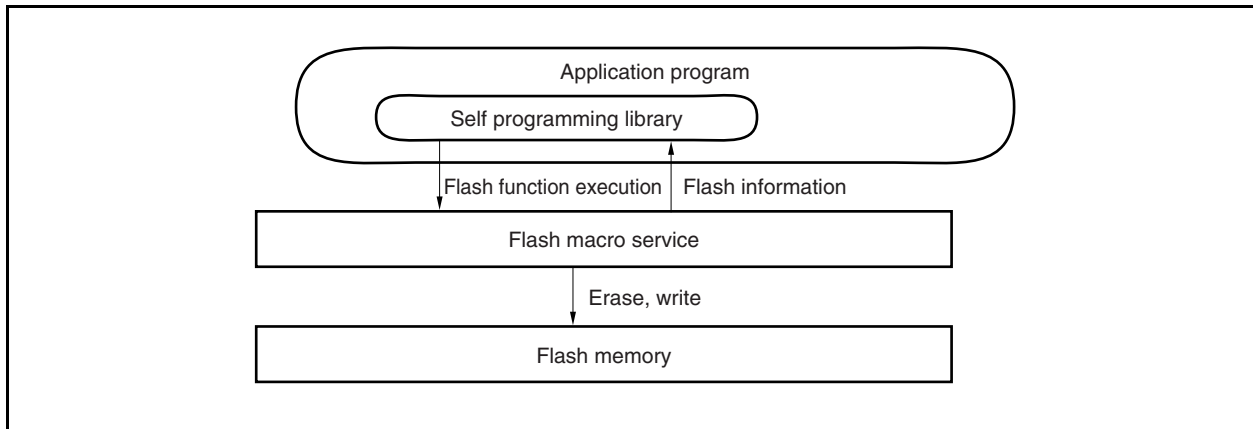 Application program
Self programming library
Flash function execution
Flash information
Flash macro service
Erase, write
Flash memory